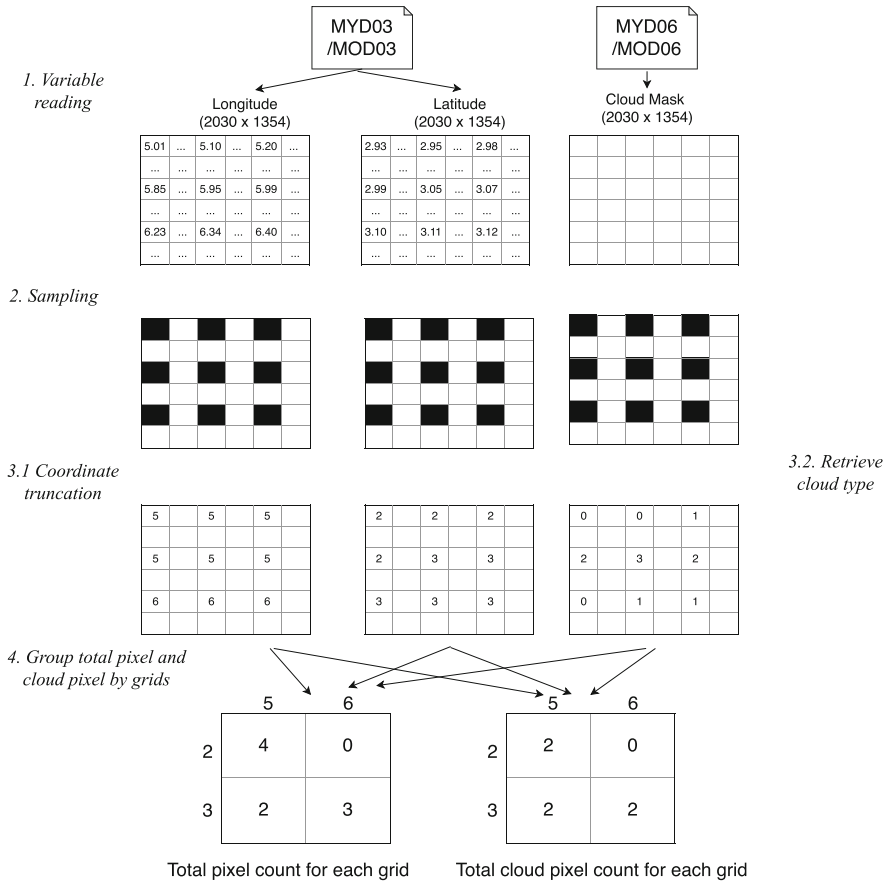 MYD03
/MOD03
MYD06
/MOD06
1. Variable
reading
Longitude
(2030 x 1354)
Latitude
(2030 x 1354)
Cloud Mask
(2030 x 1354)
5.01 ... 5.10 ... 5.20 ...
... ... ... ... ... ...
5.85 ... 5.95 ... 5.99 ...
... ... ... ... ... ...
6.23 ... 6.34 ... 6.40 ...
... ... ... ... ... ...
2.93 ... 2.95 ... 2.98 ...
... ... ... ... ... ...
2.99 ... 3.05 ... 3.07 ...
... ... ... ... ... ...
3.10 ... 3.11 ... 3.12 ...
... ... ... ... ... ...
2. Sampling
3.1 Coordinate
truncation
3.2. Retrieve
cloud type
5 5 5
5 5 5
6 6 6
2 2 2
2 3 3
3 3 3
0 0 1
2 3 2
0 1 1
4. Group total pixel and
cloud pixel by grids
5 6
2 4 0
3 2 3
Total pixel count for each grid
5 6
2 2 0
3 2 2
Total cloud pixel count for each grid